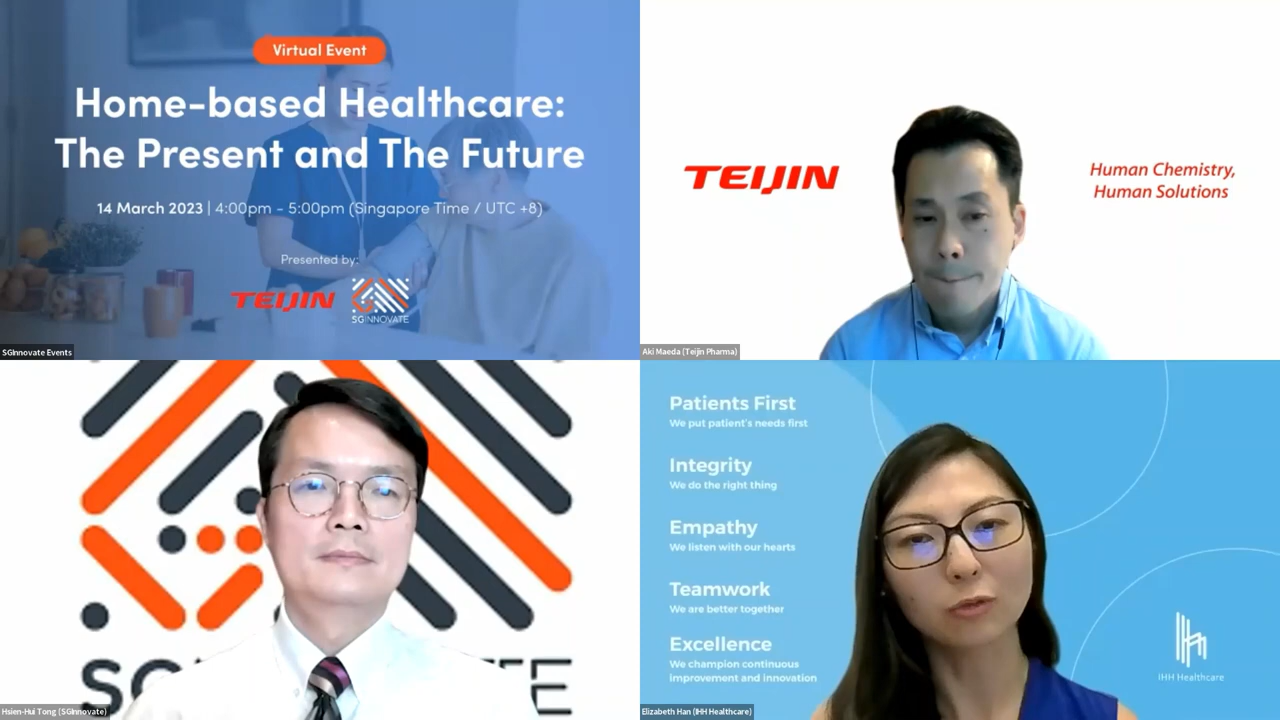 Virtual Event
Home-based Healthcare:
The Present and The Future
14 March 2023 | 4:00pm - 5:00pm (Singapore Time / UTC +8)
Presented by:
TEIJIN
SGINNOVATE
SGInnovate Events
TEIJIN
Human Chemistry,
Human Solutions
Aki Maeda (Teijin Pharma)
SG
TE
Hsien-Hui Tong (SGInnovate)
Patients First
We put patient's needs first
Integrity
We do the right thing
Empathy
We listen with our hearts
Teamwork
We are better together
Excellence
We champion continuous
improvement and innovation
IHH Healthcare
Elizabeth Han (IHH Healthcare)